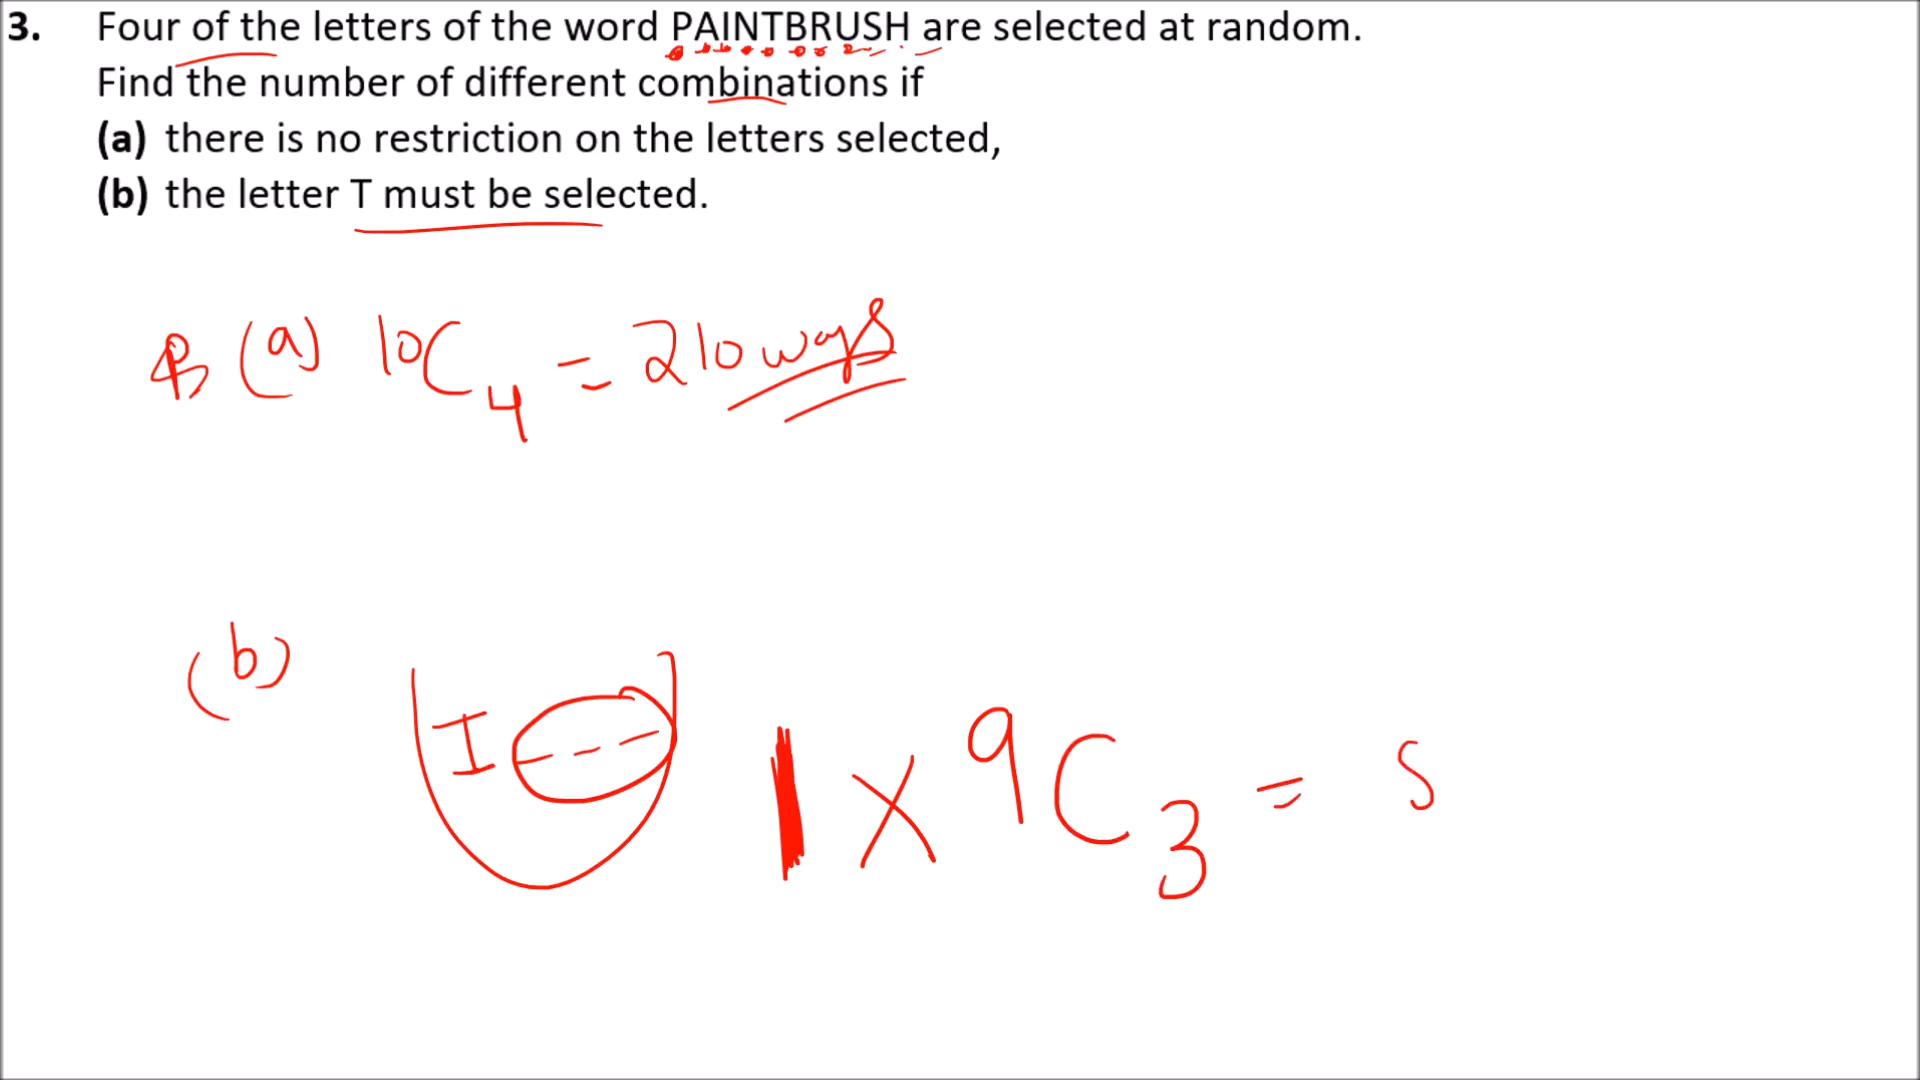 3. Four of the letters of the word PAINTBRUSH are selected at random.
Find the number of different combinations if
(a) there is no restriction on the letters selected,
(b) the letter T must be selected.
(a) 10C4 = 210 ways
(b)
I _ _ _ 1 × 9C3 = S